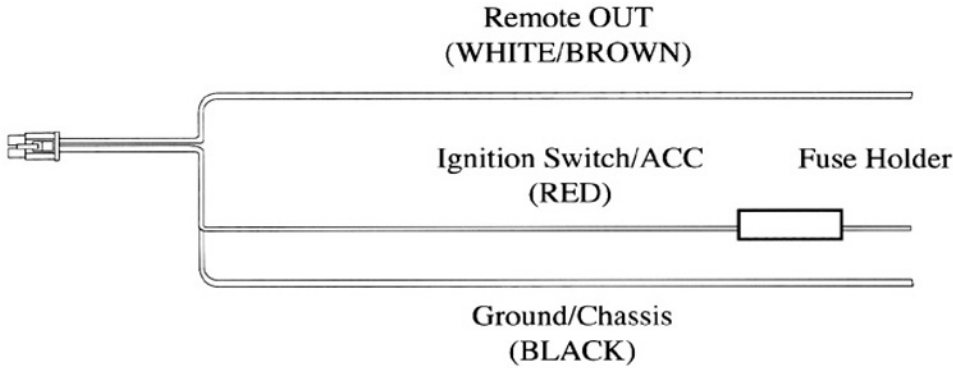 Remote OUT
(WHITE/BROWN)
Ignition Switch/ACC
(RED)
Fuse Holder
Ground/Chassis
(BLACK)